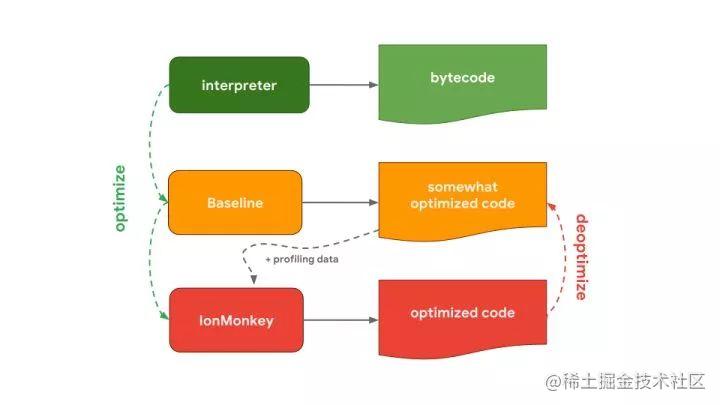 interpreter
bytecode
optimize
Baseline
somewhat
optimized code
+ profiling data
deoptimize
IonMonkey
optimized code
@稀土掘金技术社区